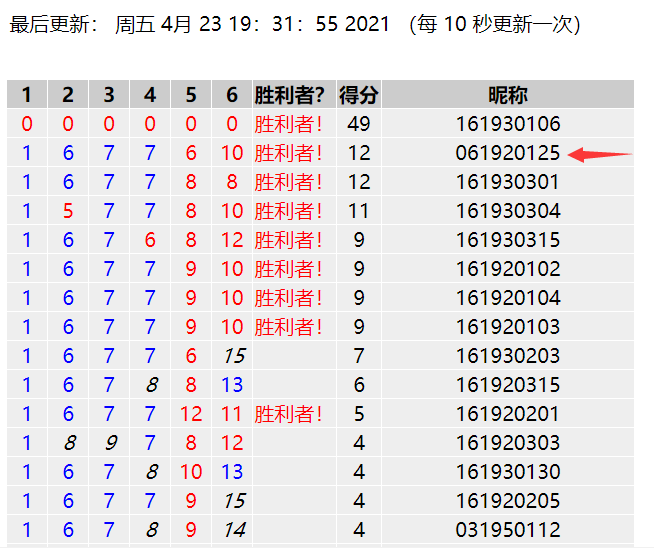 最后更新： 周五 4月 23 19：31：55 2021 （每 10 秒更新一次）
1 2 3 4 5 6 胜利者? 得分 昵称
0 0 0 0 0 0 胜利者! 49 161930106
1 6 7 7 6 10 胜利者! 12 061920125
1 6 7 7 8 8 胜利者! 12 161930301
1 5 7 7 8 10 胜利者! 11 161930304
1 6 7 6 8 12 胜利者! 9 161930315
1 6 7 7 9 10 胜利者! 9 161920102
1 6 7 7 9 10 胜利者! 9 161920104
1 6 7 7 9 10 胜利者! 9 161920103
1 6 7 7 6 15 7 161930203
1 6 7 8 8 13 6 161920315
1 6 7 7 12 11 胜利者! 5 161920201
1 8 9 7 8 12 4 161920303
1 6 7 8 10 13 4 161930130
1 6 7 7 9 15 4 161920205
1 6 7 8 9 14 4 031950112